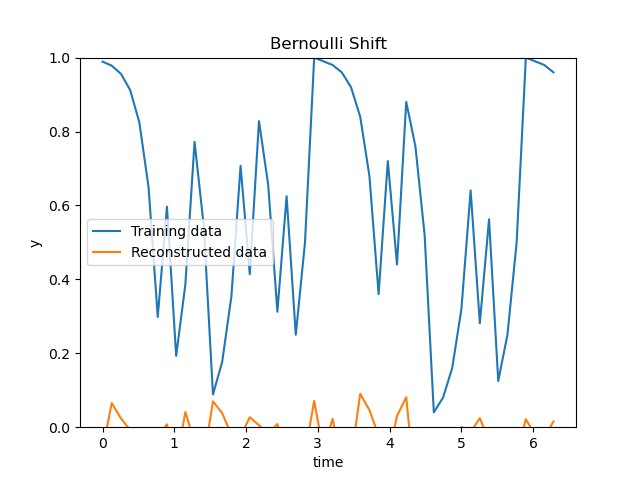 Bernoulli Shift
1.0
0.8
0.6
0.4
0.2
0.0
y
Training data
Reconstructed data
0 1 2 3 4 5 6
time